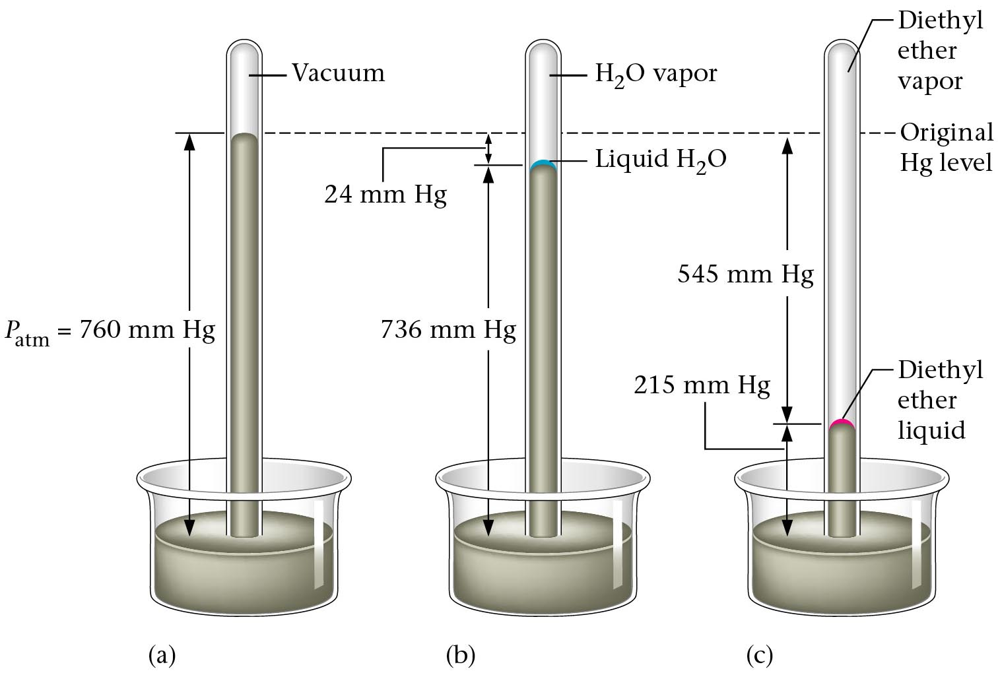 Diethyl
ether
vapor
Vacuum
H₂O vapor
Original
Hg level
Liquid H₂O
24 mm Hg
545 mm Hg
Patm = 760 mm Hg
736 mm Hg
215 mm Hg
Diethyl
ether
liquid
(a)
(b)
(c)